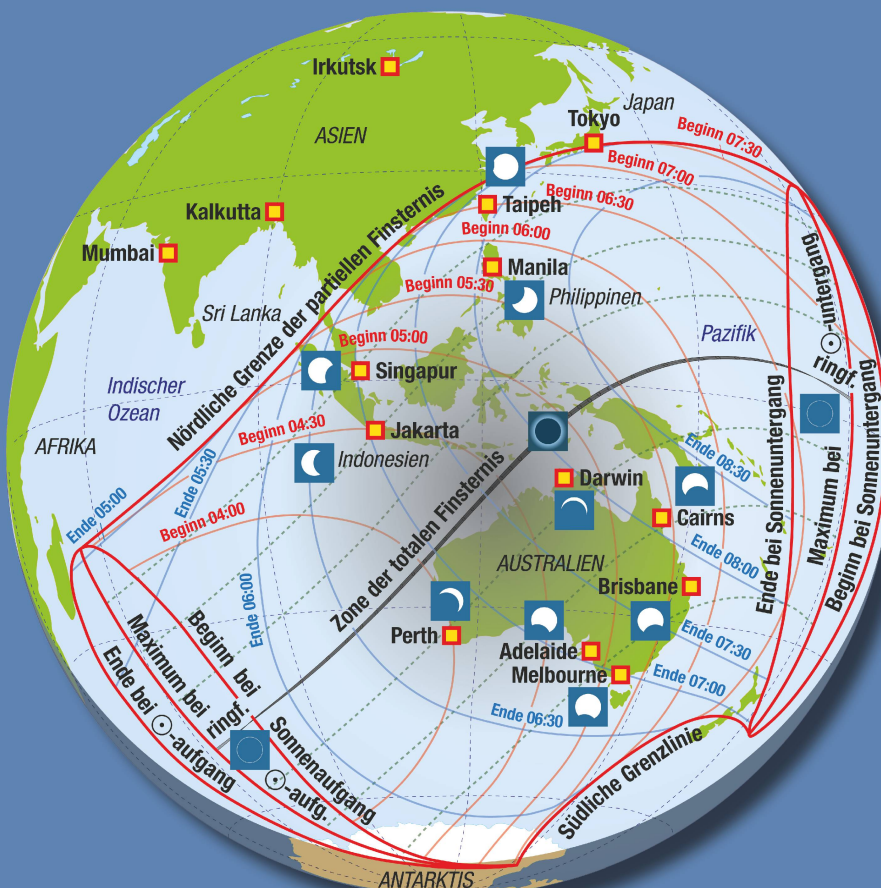 Irkutsk
Japan
Tokyo
ASIEN
Beginn 07:30
Beginn 07:00
Kalkutta
Taipeh
Beginn 06:30
Mumbai
Beginn 06:00
Manila
Beginn 05:30
Philippinen
Sri Lanka
Nördliche Grenze der partiellen Finsternis
Beginn 05:00
Pazifik
Singapur
Indischer
Ozean
Beginn 04:30
Jakarta
AFRIKA
Indonesien
Ende 05:30
Ende 05:00
Beginn 04:00
Zone der totalen Finsternis
Darwin
Ende 08:30
Cairns
Ende 08:00
AUSTRALIEN
Brisbane
Perth
Adelaide
Melbourne
Ende 07:30
Ende 07:00
Ende 06:30
Ende 06:00
Ende bei Sonnenuntergang
Maximum bei
ringf. ☉-untergang
Beginn bei Sonnenuntergang
Beginn bei
Sonnenaufgang
Maximum bei
ringf. ☉-aufg.
Ende bei ☉-aufgang
Südliche Grenzlinie
ANTARKTIS